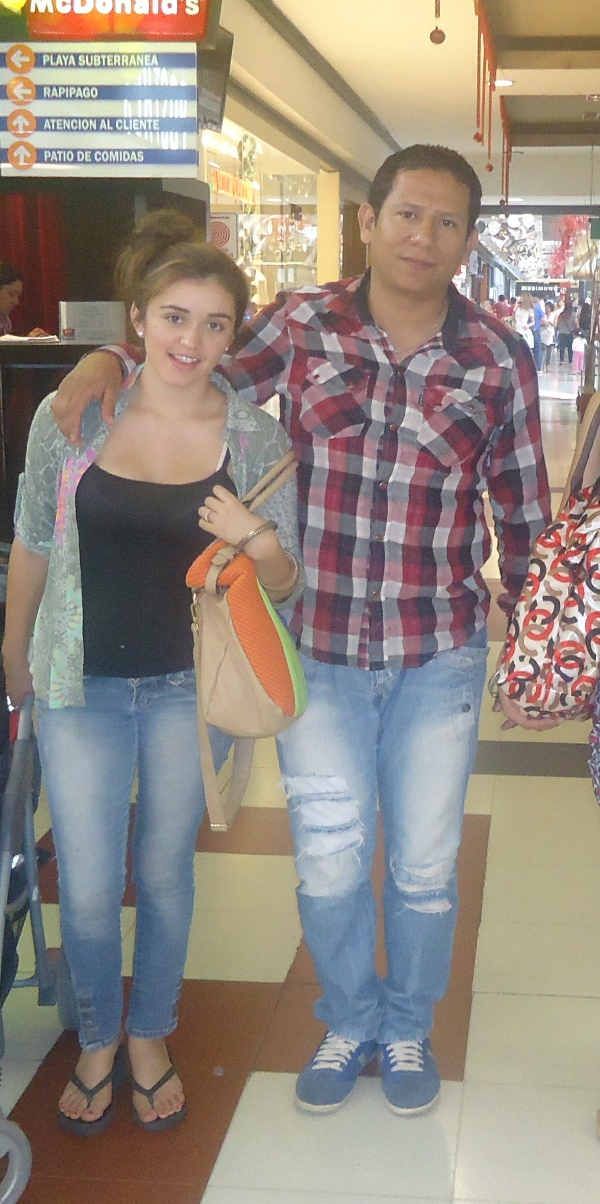 McDonald's
PLAYA SUBTERRANEA
RAPIPAGO
ATENCION AL CLIENTE
PATIO DE COMIDAS